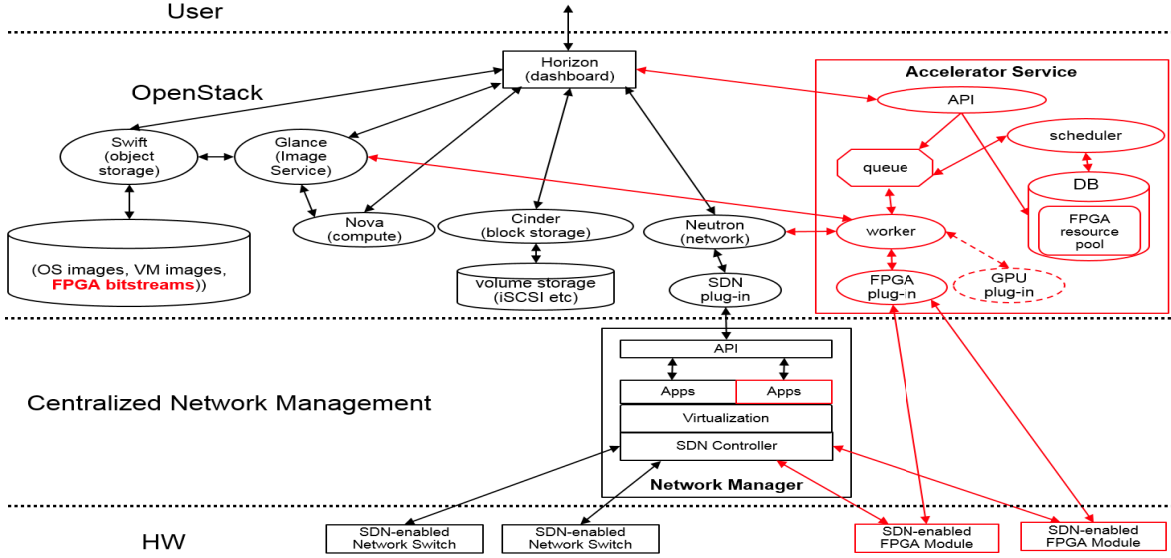 User
Horizon
(dashboard)
OpenStack
Accelerator Service
API
Swift
(object
storage)
Glance
(Image
Service)
scheduler
queue
DB
FPGA
resource
pool
Nova
(compute)
Cinder
(block storage)
Neutron
(network)
worker
(OS images, VM images,
FPGA bitstreams))
volume storage
(iSCSI etc)
SDN
plug-in
FPGA
plug-in
GPU
plug-in
API
Apps
Apps
Centralized Network Management
Virtualization
SDN Controller
Network Manager
HW
SDN-enabled
Network Switch
SDN-enabled
Network Switch
SDN-enabled
FPGA Module
SDN-enabled
FPGA Module